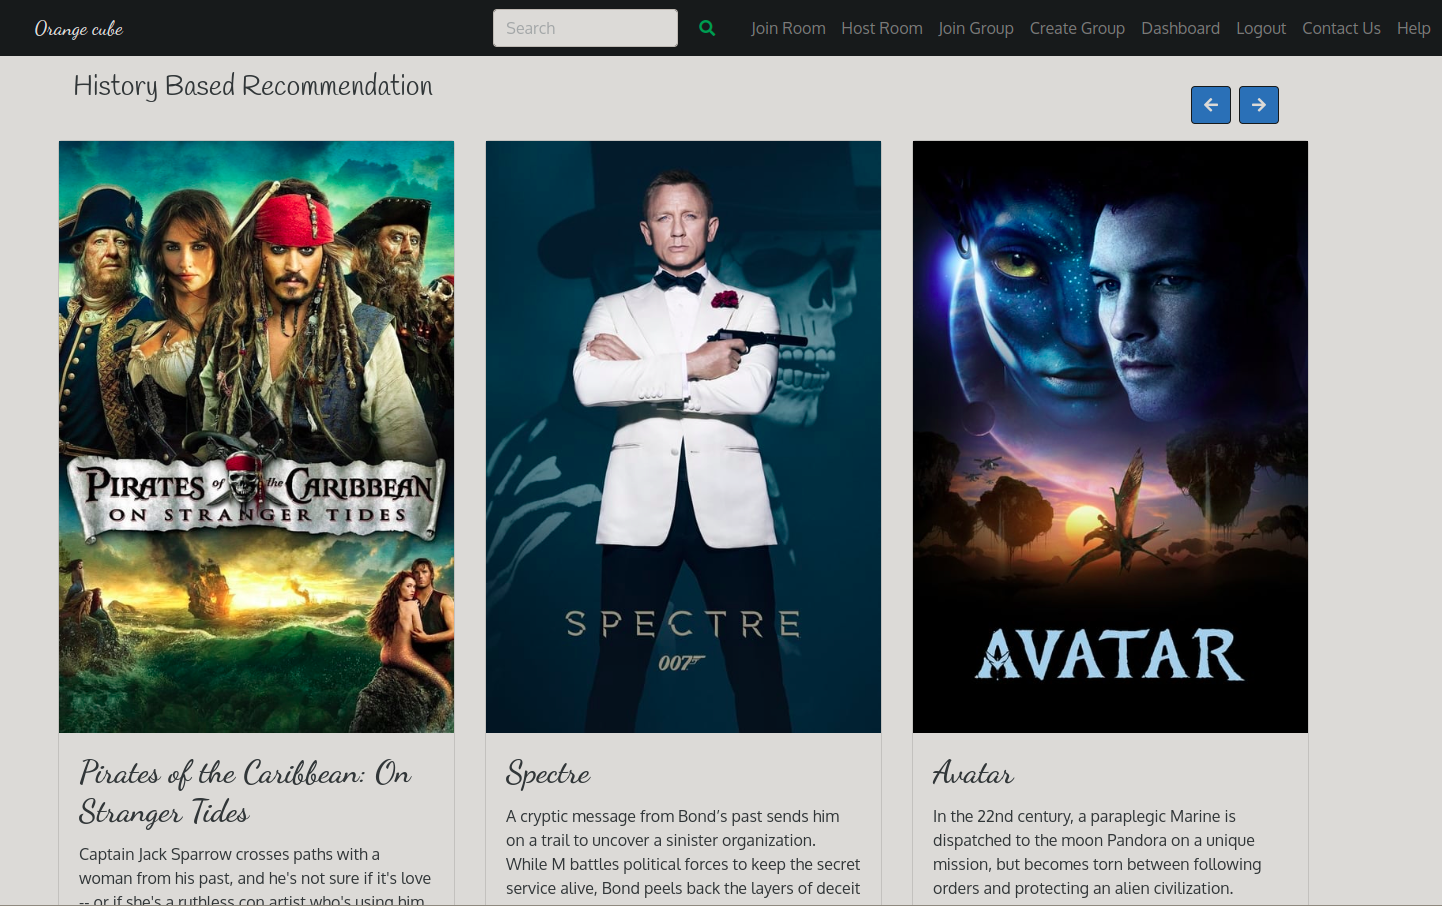 Orange cube
Search
Join Room
Host Room
Join Group
Create Group
Dashboard
Logout
Contact Us
Help
History Based Recommendation
PIRATES of the CARIBBEAN
ON STRANGER TIDES
SPECTRE
007
AVATAR
Pirates of the Caribbean: On
Stranger Tides
Captain Jack Sparrow crosses paths with a
woman from his past, and he's not sure if it's love
-- or if she's a ruthless con artist who's using him
Spectre
A cryptic message from Bond’s past sends him
on a trail to uncover a sinister organization.
While M battles political forces to keep the secret
service alive, Bond peels back the layers of deceit
Avatar
In the 22nd century, a paraplegic Marine is
dispatched to the moon Pandora on a unique
mission, but becomes torn between following
orders and protecting an alien civilization.